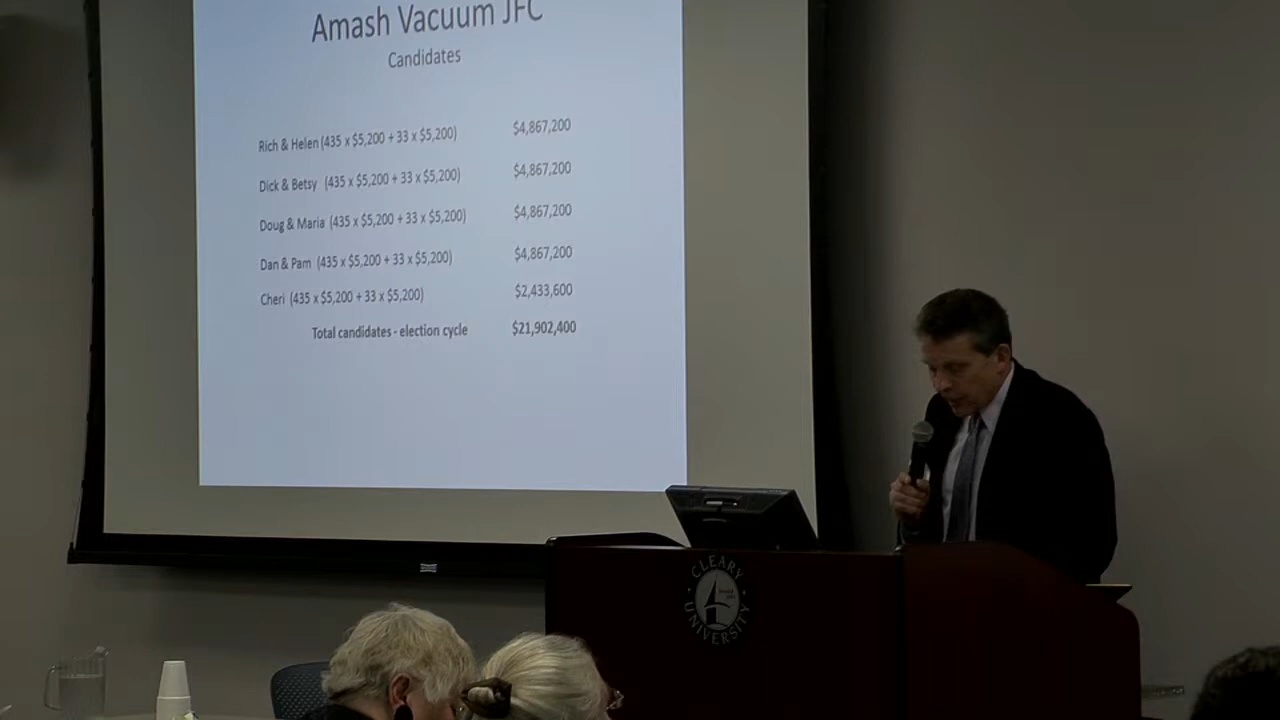 Amash Vacuum JFC
Candidates
Rich & Helen (435 x $5,200 + 33 x $5,200) $4,867,200
Dick & Betsy (435 x $5,200 + 33 x $5,200) $4,867,200
Doug & Maria (435 x $5,200 + 33 x $5,200) $4,867,200
Dan & Pam (435 x $5,200 + 33 x $5,200) $4,867,200
Cheri (435 x $5,200 + 33 x $5,200) $2,433,600
Total candidates - election cycle $21,902,400
CLEARY
UNIVERSITY